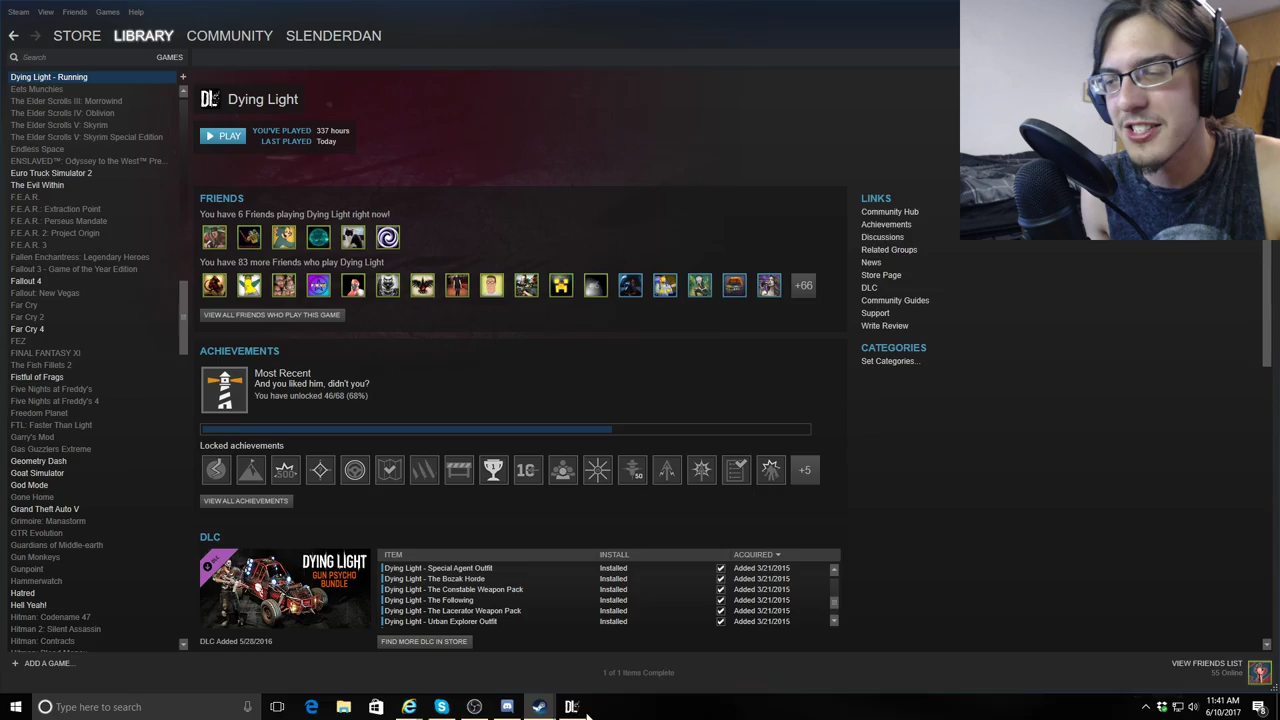 Steam View Friends Games Help
STORE LIBRARY COMMUNITY SLENDERDAN
Search GAMES
Dying Light - Running
Eets Munchies
The Elder Scrolls III: Morrowind
The Elder Scrolls IV: Oblivion
The Elder Scrolls V: Skyrim
The Elder Scrolls V: Skyrim Special Edition
Endless Space
ENSLAVED™: Odyssey to the West™ Pre...
Euro Truck Simulator 2
The Evil Within
F.E.A.R.
F.E.A.R.: Extraction Point
F.E.A.R.: Perseus Mandate
F.E.A.R. 2: Project Origin
F.E.A.R. 3
Fallen Enchantress: Legendary Heroes
Fallout 3 - Game of the Year Edition
Fallout 4
Fallout: New Vegas
Far Cry
Far Cry 2
Far Cry 4
FEZ
FINAL FANTASY XI
The Fish Fillets 2
Fistful of Frags
Five Nights at Freddy's
Five Nights at Freddy's 4
Freedom Planet
FTL: Faster Than Light
Garry's Mod
Gas Guzzlers Extreme
Geometry Dash
Goat Simulator
God Mode
Gone Home
Grand Theft Auto V
Grimoire: Manastorm
GTR Evolution
Guardians of Middle-earth
Gun Monkeys
Gunpoint
Hammerwatch
Hatred
Hell Yeah!
Hitman: Codename 47
Hitman 2: Silent Assassin
Hitman: Contracts
ADD A GAME...
DL Dying Light
PLAY
YOU'VE PLAYED 337 hours
LAST PLAYED Today
FRIENDS
You have 6 Friends playing Dying Light right now!
You have 83 more Friends who play Dying Light
+66
VIEW ALL FRIENDS WHO PLAY THIS GAME
ACHIEVEMENTS
Most Recent
And you liked him, didn't you?
You have unlocked 46/68 (68%)
Locked achievements
500
10
50
+5
VIEW ALL ACHIEVEMENTS
DLC
DYING LIGHT
GUN PSYCHO
BUNDLE
DLC Added 5/28/2016
ITEM INSTALL ACQUIRED
Dying Light - Special Agent Outfit Installed Added 3/21/2015
Dying Light - The Bozak Horde Installed Added 3/21/2015
Dying Light - The Constable Weapon Pack Installed Added 3/21/2015
Dying Light - The Following Installed Added 3/21/2015
Dying Light - The Lacerator Weapon Pack Installed Added 3/21/2015
Dying Light - Urban Explorer Outfit Installed Added 3/21/2015
FIND MORE DLC IN STORE
LINKS
Community Hub
Achievements
Discussions
Related Groups
News
Store Page
DLC
Community Guides
Support
Write Review
CATEGORIES
Set Categories...
1 of 1 Items Complete
VIEW FRIENDS LIST
55 Online
Type here to search
DL
11:41 AM
6/10/2017
8